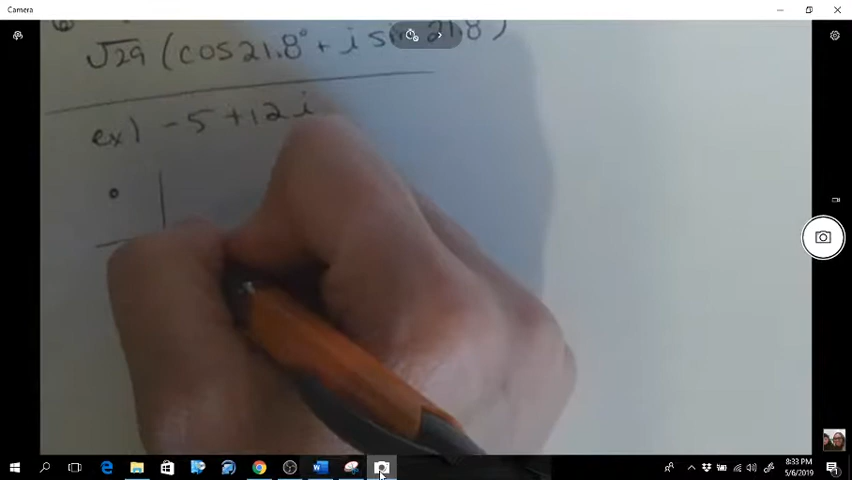 Camera
√29 (cos 21.8° + i sin 21.8
ex) -5 + 12i
8:33 PM
5/6/2019